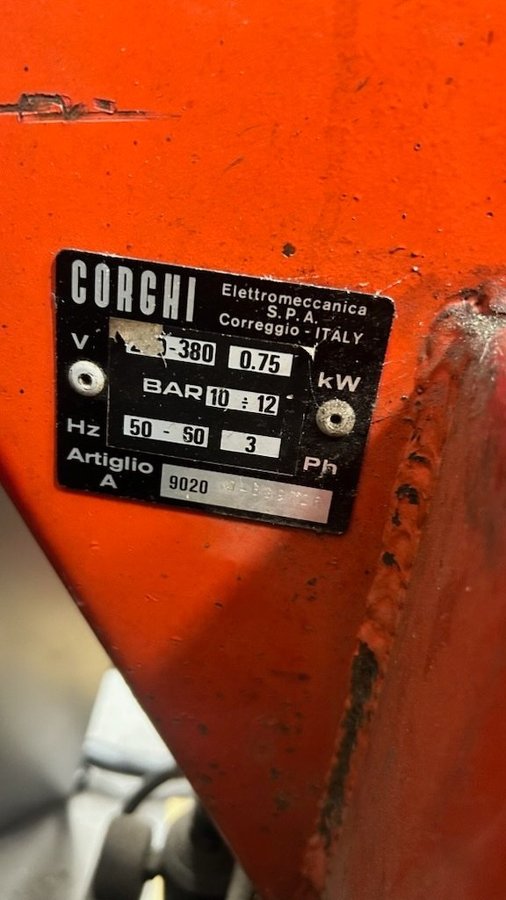 CORGHI
Elettromeccanica
S.P.A.
Correggio - ITALY
V -380 0.75 kW
BAR 10 ÷ 12
Hz 50 - 60 3 Ph
Artiglio
A 9020